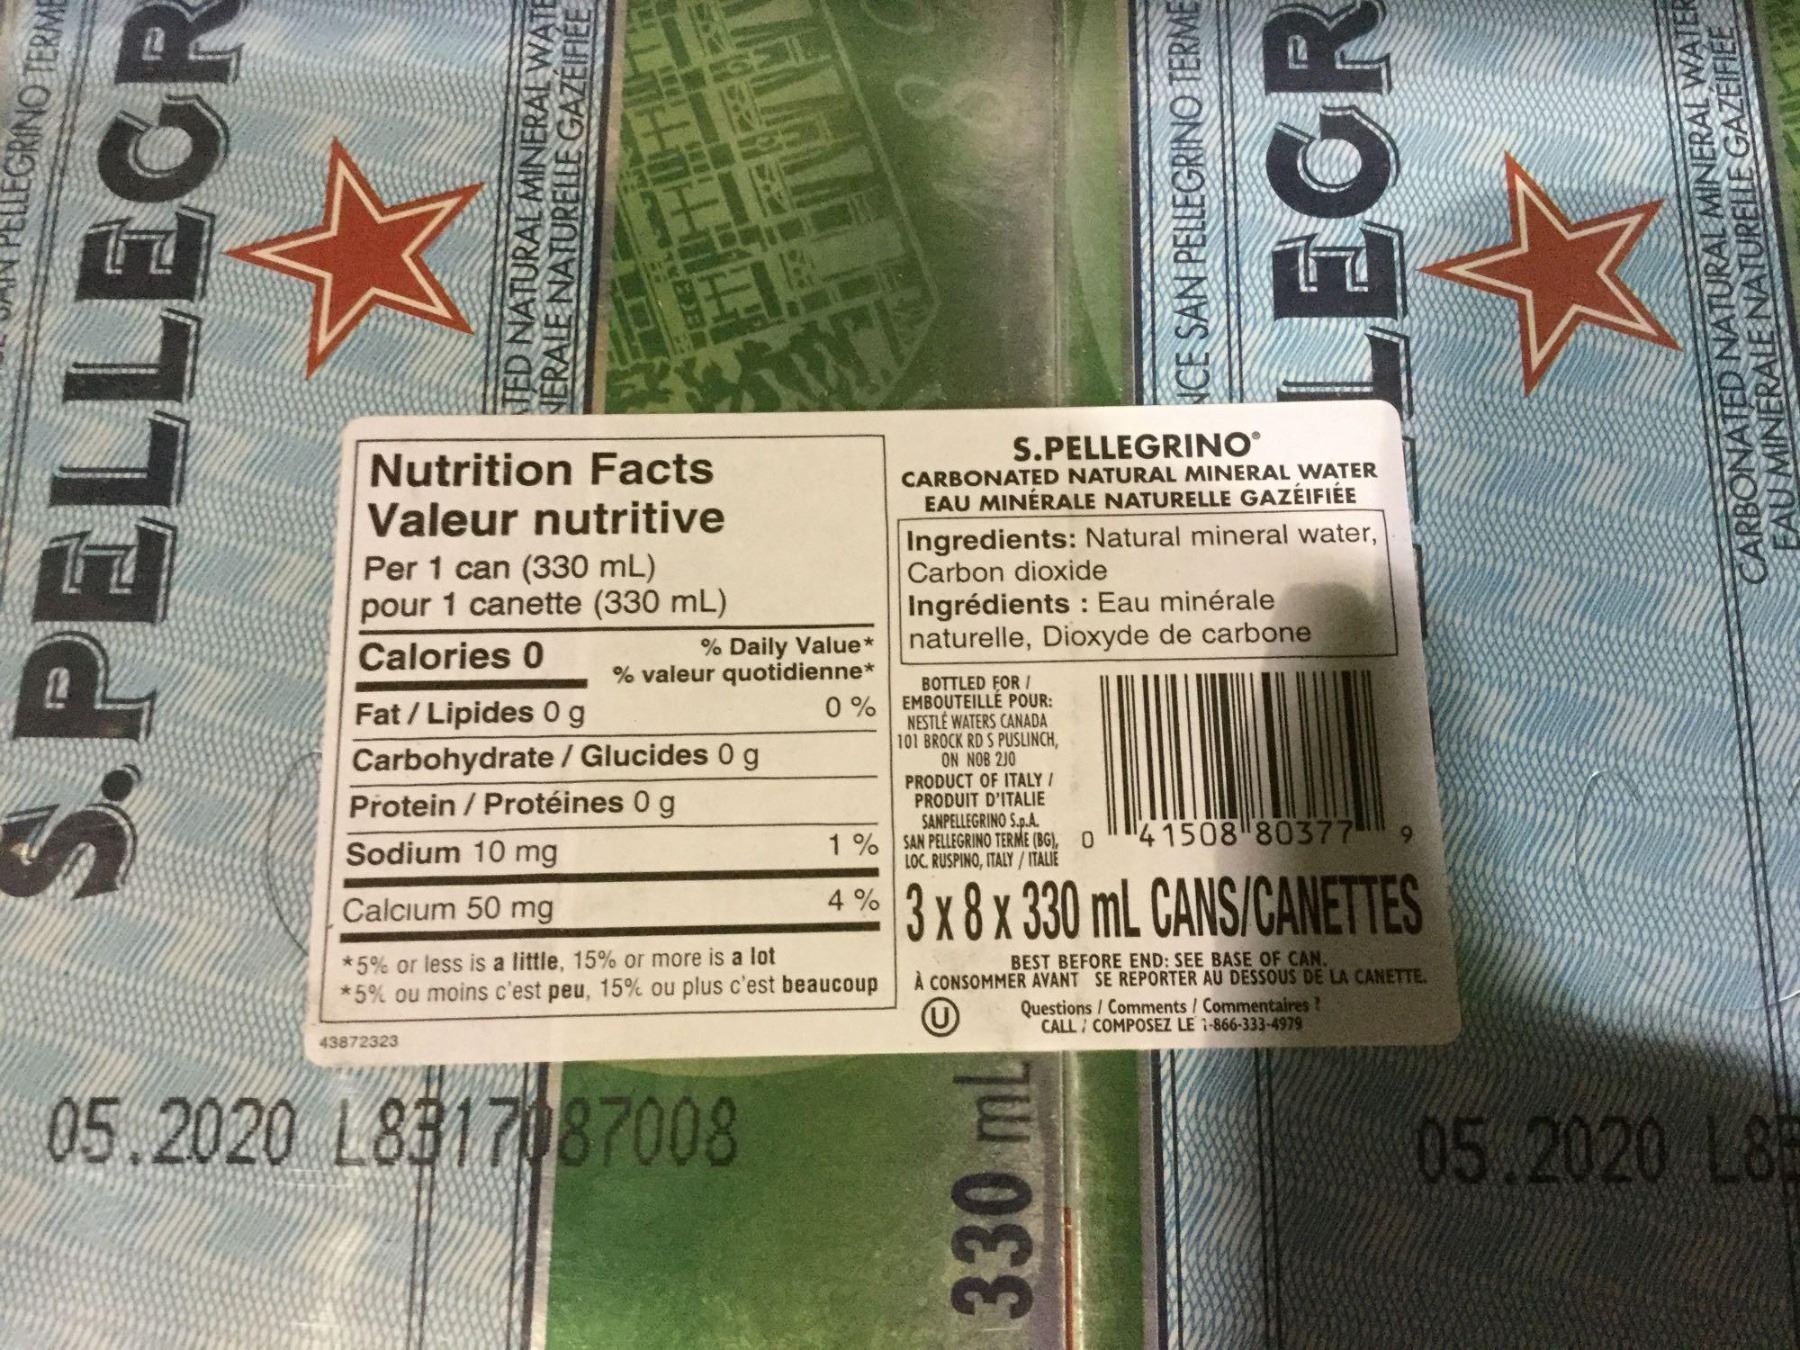 S.PELLEGR
SAN PELLEGRINO TERME
NATURAL MINERAL
NATURELLE GAZÉIFIÉE
NCE SAN PELLEGRINO TERME
LEGR
CARBONATED NATURAL MINERAL WATER
EAU MINÉRALE NATURELLE GAZÉIFIÉE
Nutrition Facts
Valeur nutritive
Per 1 can (330 mL)
pour 1 canette (330 mL)
Calories 0
% Daily Value*
% valeur quotidienne*
Fat / Lipides 0 g 0 %
Carbohydrate / Glucides 0 g
Protein / Protéines 0 g
Sodium 10 mg 1 %
Calcium 50 mg 4 %
*5% or less is a little, 15% or more is a lot
*5% ou moins c'est peu, 15% ou plus c'est beaucoup
43872323
S.PELLEGRINO®
CARBONATED NATURAL MINERAL WATER
EAU MINÉRALE NATURELLE GAZÉIFIÉE
Ingredients: Natural mineral water,
Carbon dioxide
Ingrédients : Eau minérale
naturelle, Dioxyde de carbone
BOTTLED FOR /
EMBOUTEILLÉ POUR:
NESTLÉ WATERS CANADA
101 BROCK RD S PUSLINCH,
ON N0B 2J0
PRODUCT OF ITALY /
PRODUIT D'ITALIE
SANPELLEGRINO S.p.A.
SAN PELLEGRINO TERME (BG),
LOC. RUSPINO, ITALY / ITALIE
0 41508 80377 9
3 x 8 x 330 mL CANS/CANETTES
BEST BEFORE END: SEE BASE OF CAN.
À CONSOMMER AVANT SE REPORTER AU DESSOUS DE LA CANETTE.
U
Questions / Comments / Commentaires ?
CALL / COMPOSEZ LE 1-866-333-4979
05.2020 L8317087008
330 mL
05.2020 L83